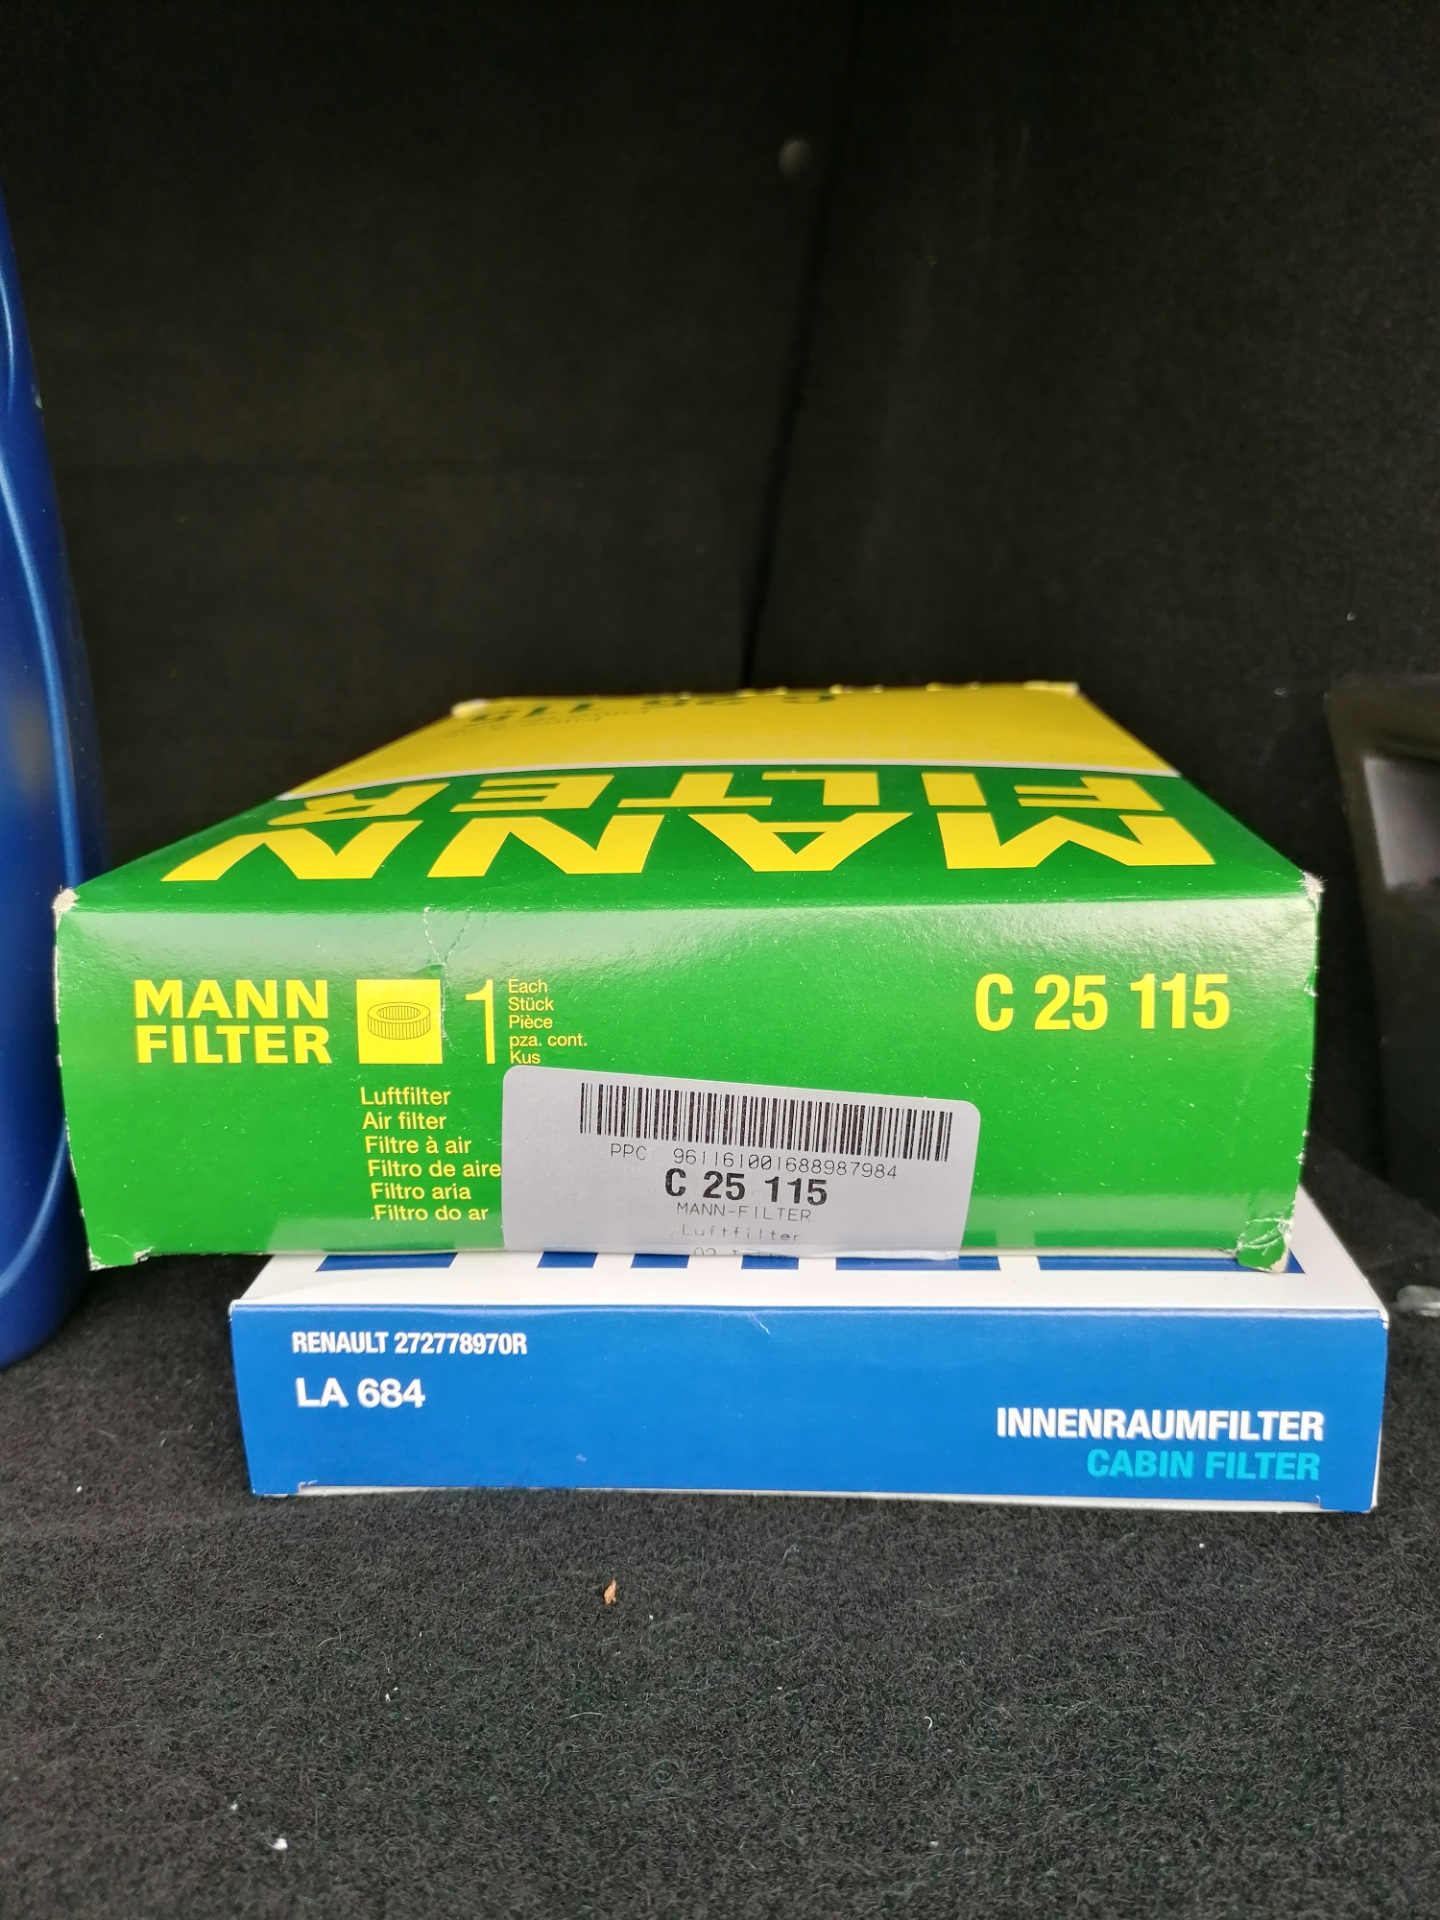 C 25 115
MANN
FILTER
MANN
FILTER
1
Each
Stück
Pièce
pza. cont.
Kus
C 25 115
Luftfilter
Air filter
Filtre à air
Filtro de aire
Filtro aria
Filtro do ar
PPC 961161001688987984
C 25 115
MANN-FILTER
Luftfilter
RENAULT 272778970R
LA 684
INNENRAUMFILTER
CABIN FILTER